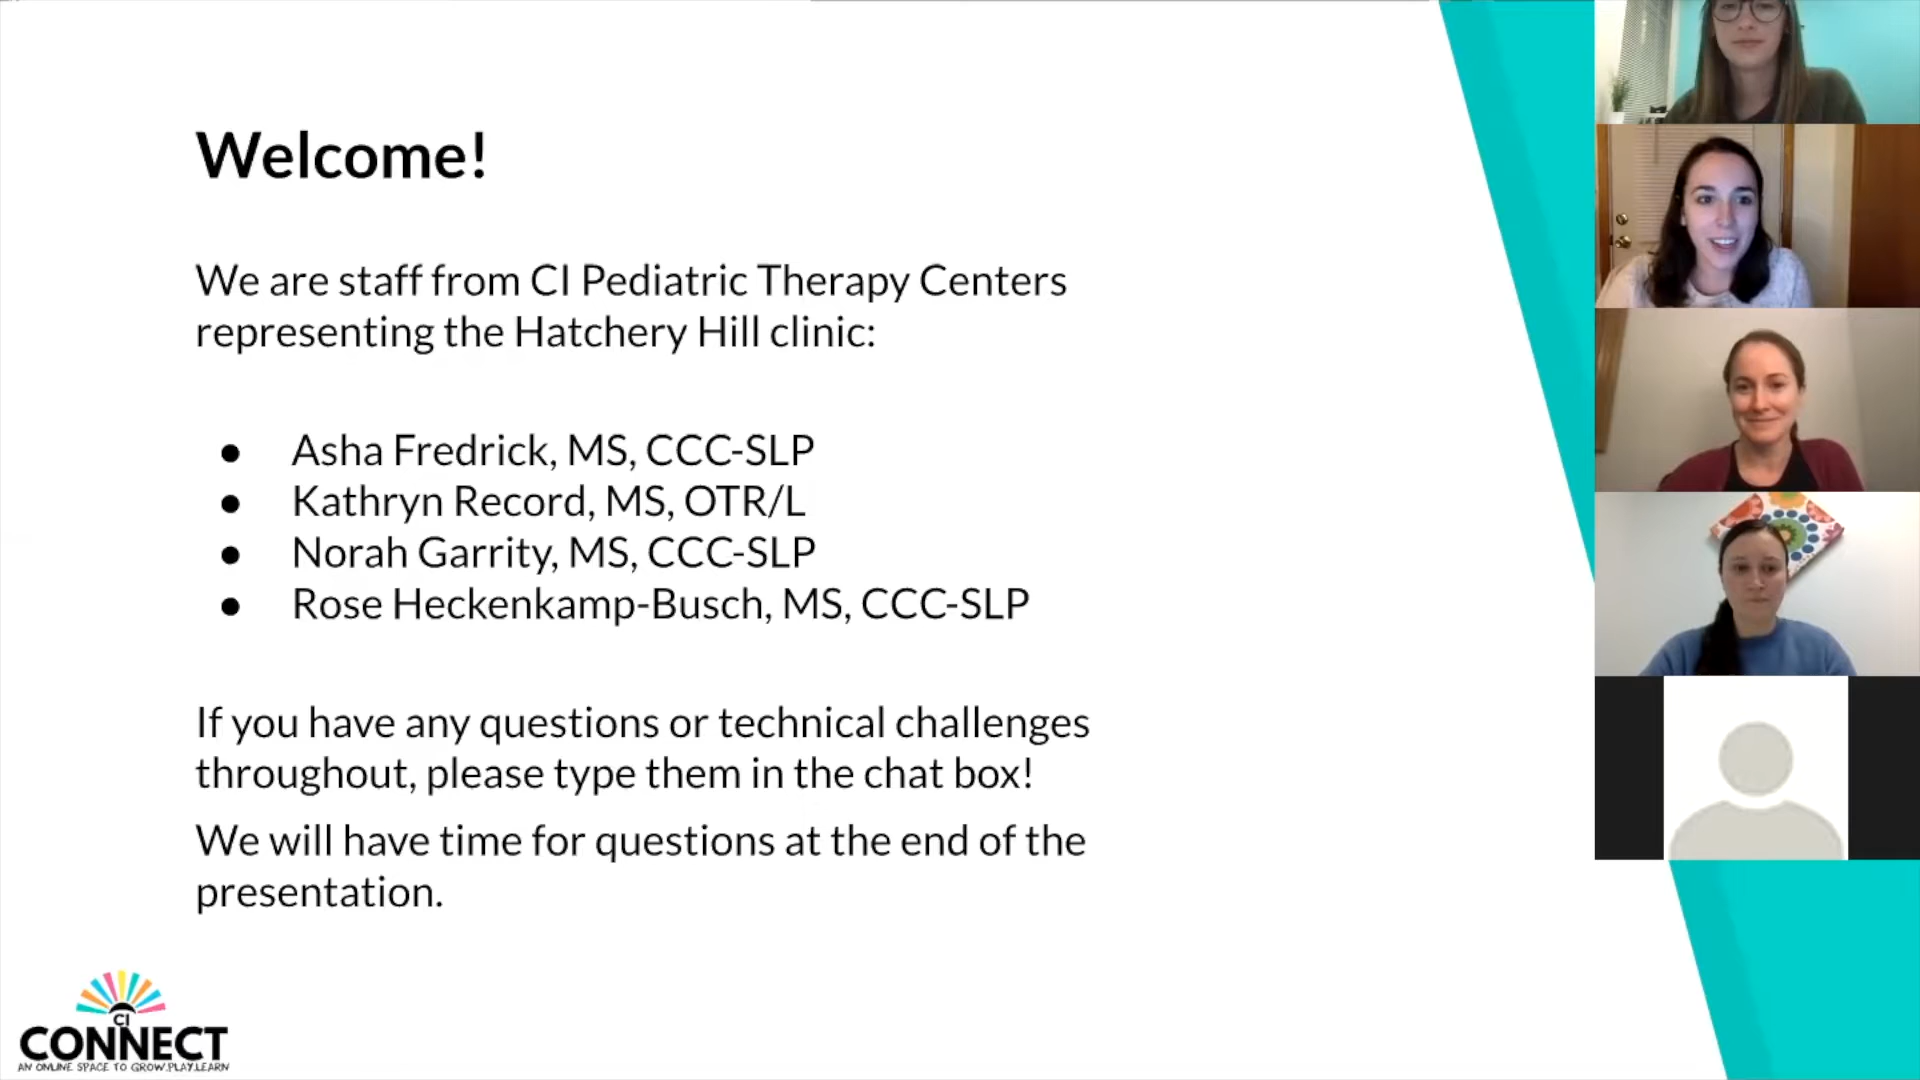 Welcome!
We are staff from CI Pediatric Therapy Centers
representing the Hatchery Hill clinic:
● Asha Fredrick, MS, CCC-SLP
● Kathryn Record, MS, OTR/L
● Norah Garrity, MS, CCC-SLP
● Rose Heckenkamp-Busch, MS, CCC-SLP
If you have any questions or technical challenges
throughout, please type them in the chat box!
We will have time for questions at the end of the
presentation.
CI
CONNECT
AN ONLINE SPACE TO GROW.PLAY.LEARN